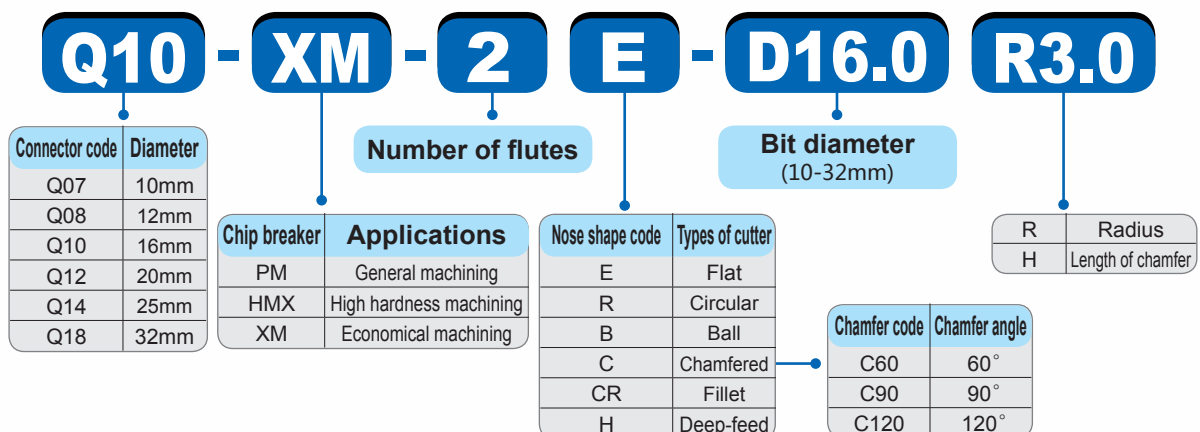 Q10 - XM - 2 E - D16.0 R3.0
Connector code Diameter
Q07 10mm
Q08 12mm
Q10 16mm
Q12 20mm
Q14 25mm
Q18 32mm
Chip breaker Applications
PM General machining
HMX High hardness machining
XM Economical machining
Number of flutes
Nose shape code Types of cutter
E Flat
R Circular
B Ball
C Chamfered
CR Fillet
H Deep-feed
Bit diameter
(10-32mm)
Chamfer code Chamfer angle
C60 60°
C90 90°
C120 120°
R Radius
H Length of chamfer